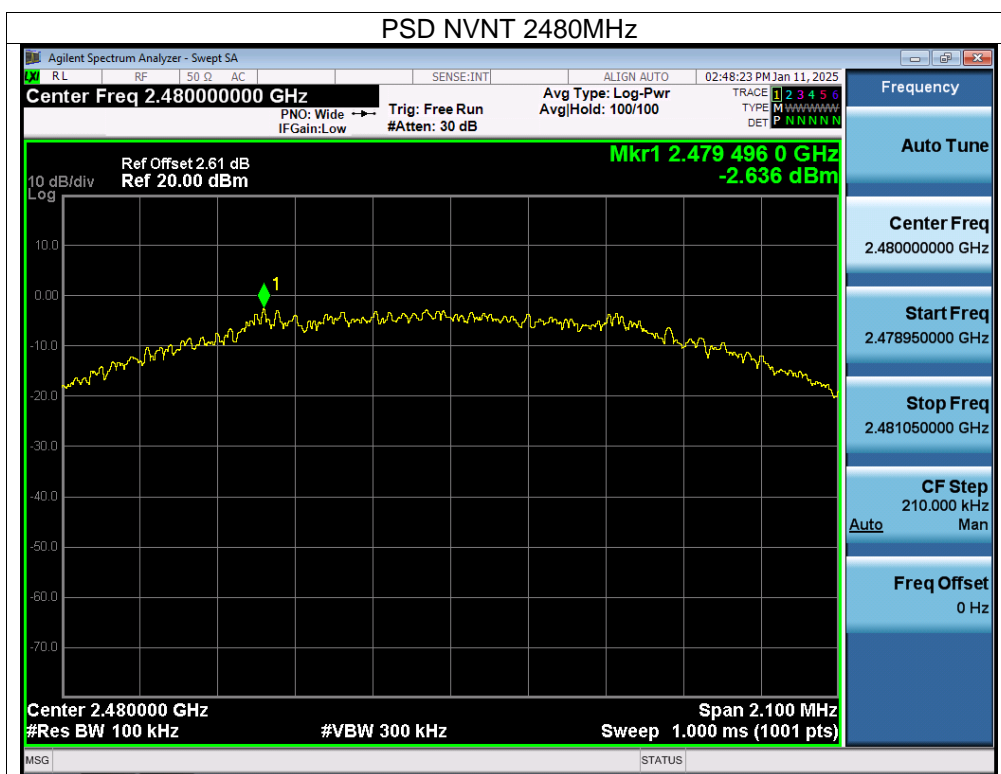 PSD NVNT 2480MHz
Agilent Spectrum Analyzer - Swept SA
LXI RL RF 50 Ω AC SENSE:INT ALIGN AUTO 02:48:23 PM Jan 11, 2025
Center Freq 2.480000000 GHz
PNO: Wide
IFGain:Low
Trig: Free Run
#Atten: 30 dB
Avg Type: Log-Pwr
Avg|Hold: 100/100
TRACE 1 2 3 4 5 6
TYPE M WWWWW
DET P N N N N N
Ref Offset 2.61 dB
Ref 20.00 dBm
10 dB/div
Log
Mkr1 2.479 496 0 GHz
-2.636 dBm
10.0
0.00
-10.0
-20.0
-30.0
-40.0
-50.0
-60.0
-70.0
1
Center 2.480000 GHz
Span 2.100 MHz
#Res BW 100 kHz
#VBW 300 kHz
Sweep 1.000 ms (1001 pts)
MSG
STATUS
Frequency
Auto Tune
Center Freq
2.480000000 GHz
Start Freq
2.478950000 GHz
Stop Freq
2.481050000 GHz
CF Step
210.000 kHz
Auto Man
Freq Offset
0 Hz